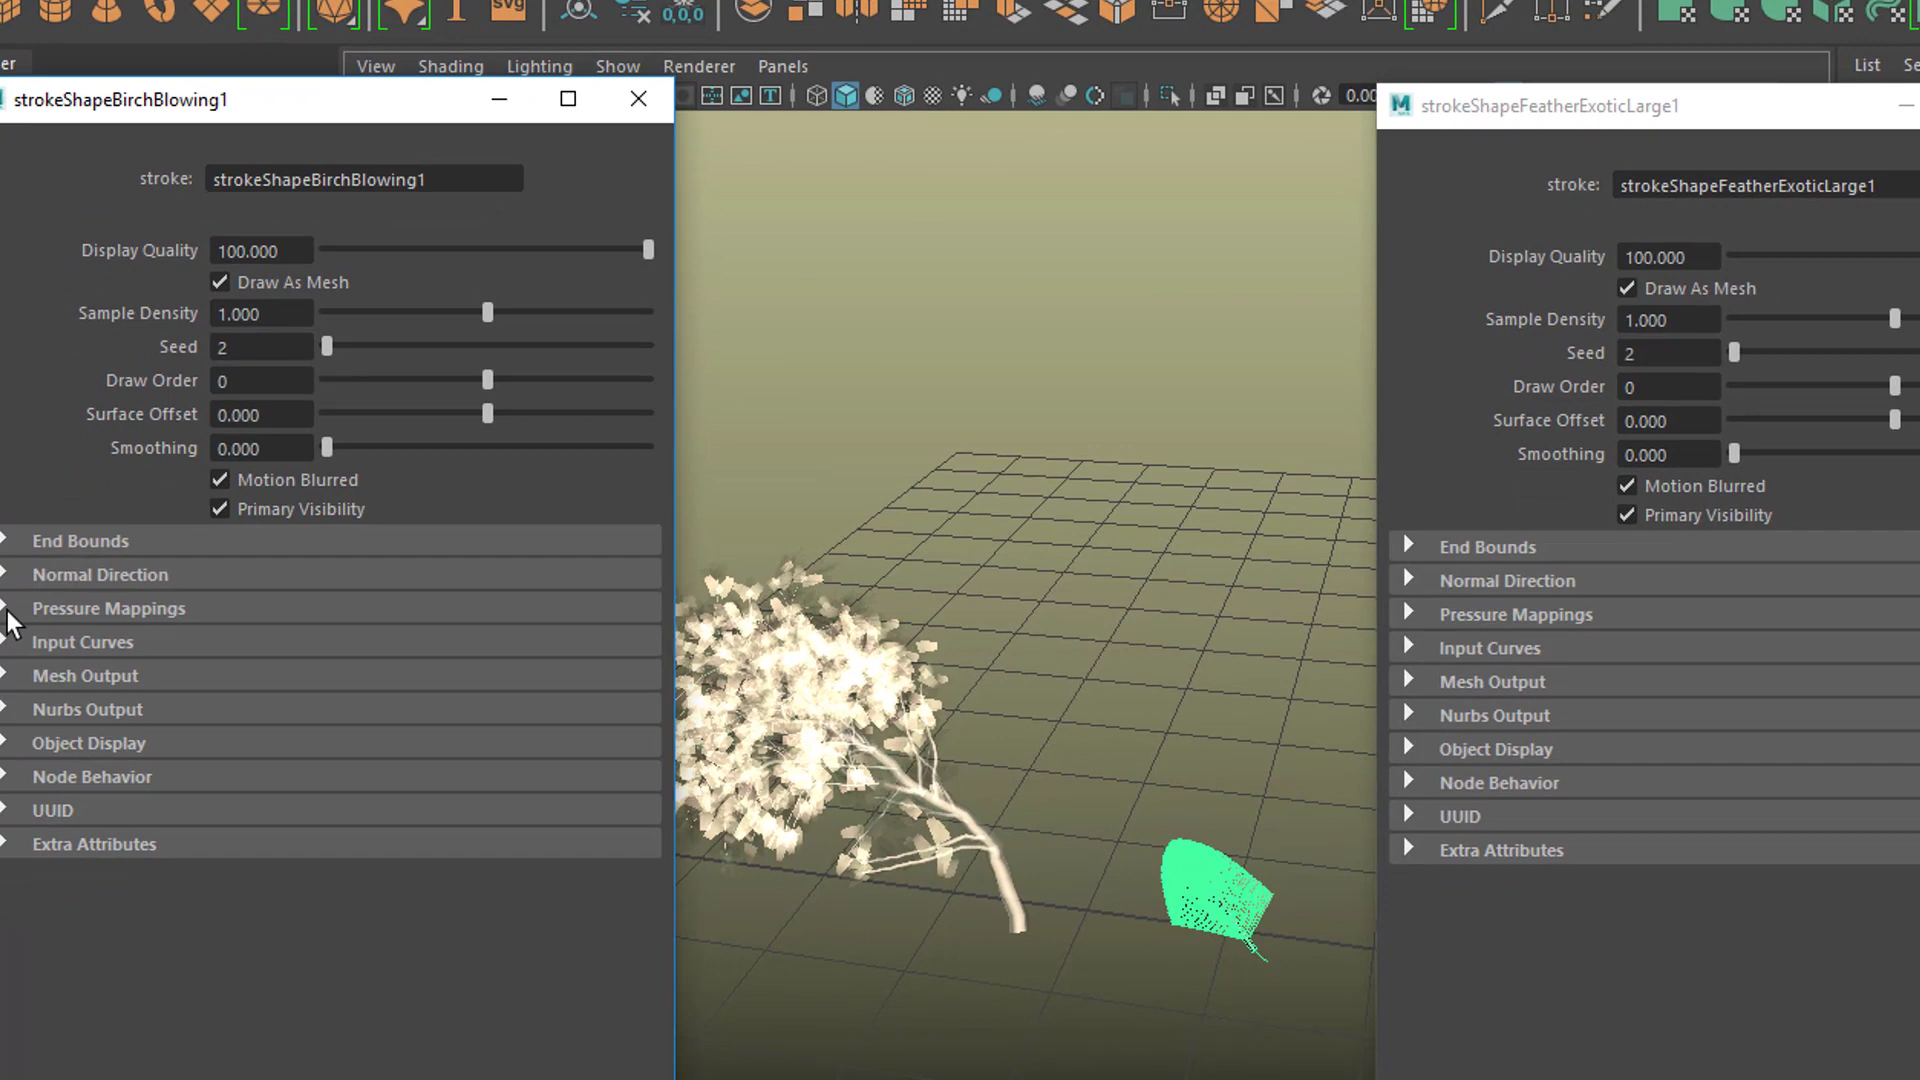 svg
0,0,0
er
View Shading Lighting Show Renderer Panels
List Se
0.00
strokeShapeBirchBlowing1
stroke: strokeShapeBirchBlowing1
Display Quality 100.000
Draw As Mesh
Sample Density 1.000
Seed 2
Draw Order 0
Surface Offset 0.000
Smoothing 0.000
Motion Blurred
Primary Visibility
End Bounds
Normal Direction
Pressure Mappings
Input Curves
Mesh Output
Nurbs Output
Object Display
Node Behavior
UUID
Extra Attributes
M strokeShapeFeatherExoticLarge1
stroke: strokeShapeFeatherExoticLarge1
Display Quality 100.000
Draw As Mesh
Sample Density 1.000
Seed 2
Draw Order 0
Surface Offset 0.000
Smoothing 0.000
Motion Blurred
Primary Visibility
End Bounds
Normal Direction
Pressure Mappings
Input Curves
Mesh Output
Nurbs Output
Object Display
Node Behavior
UUID
Extra Attributes